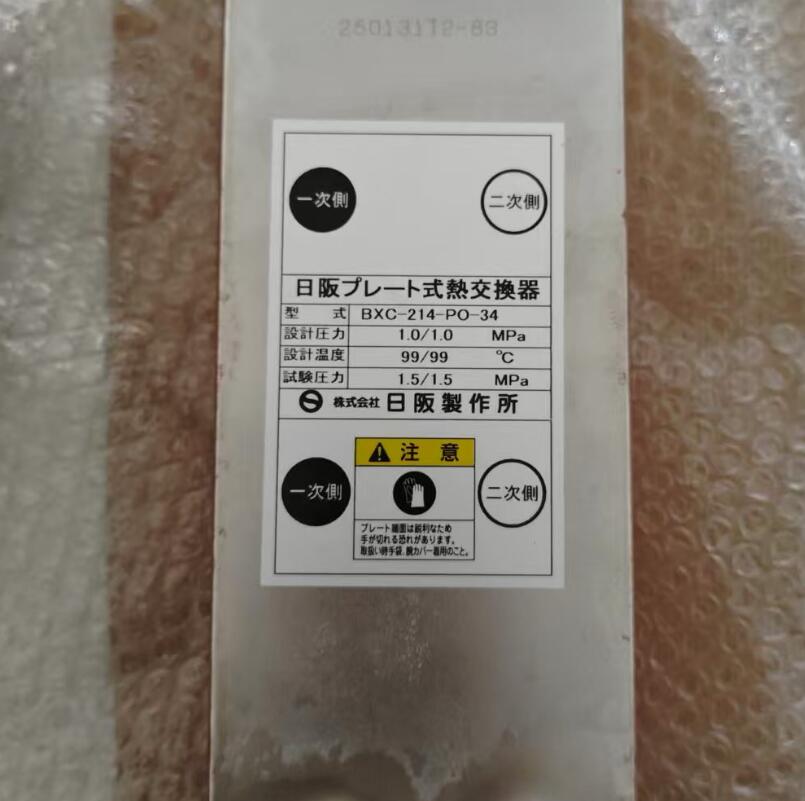 25013112-83
一次側
二次側
日阪プレート式熱交換器
型 式 BXC-214-PO-34
設計圧力 1.0/1.0 MPa
設計温度 99/99 ℃
試験圧力 1.5/1.5 MPa
株式会社 日阪製作所
注 意
一次側
二次側
プレート端面は鋭利なため
手が切れる恐れがあります。
取扱い時手袋、腕カバー着用のこと。